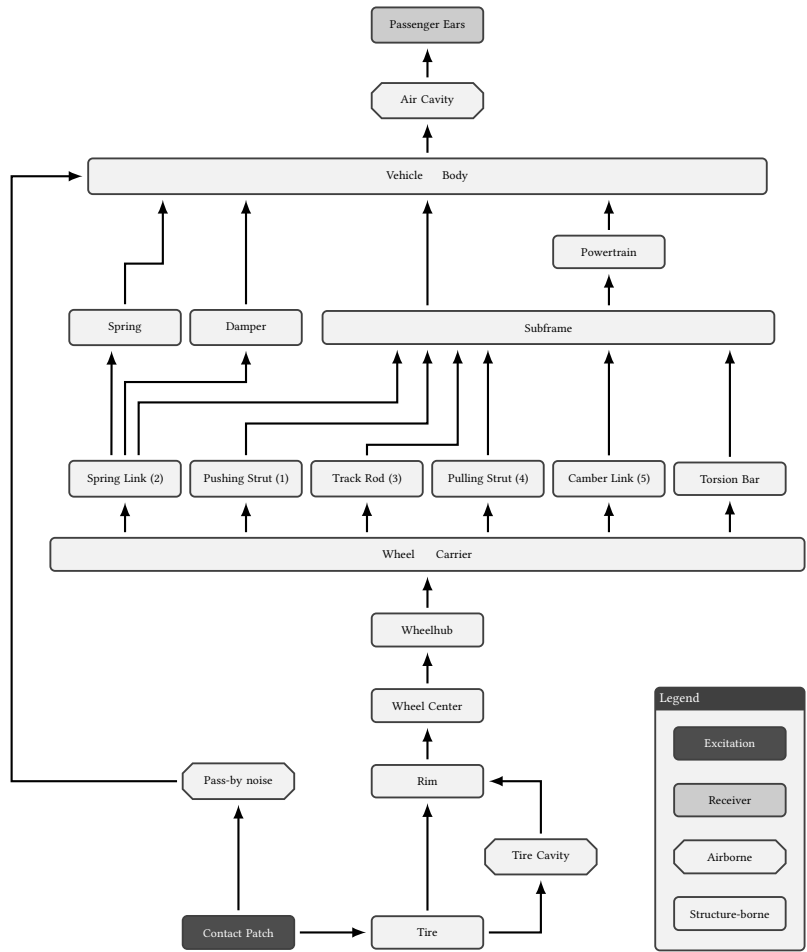 Passenger Ears
Air Cavity
Vehicle Body
Powertrain
Spring
Damper
Subframe
Spring Link (2)
Pushing Strut (1)
Track Rod (3)
Pulling Strut (4)
Camber Link (5)
Torsion Bar
Wheel Carrier
Wheelhub
Wheel Center
Pass-by noise
Rim
Tire Cavity
Contact Patch
Tire
Legend
Excitation
Receiver
Airborne
Structure-borne